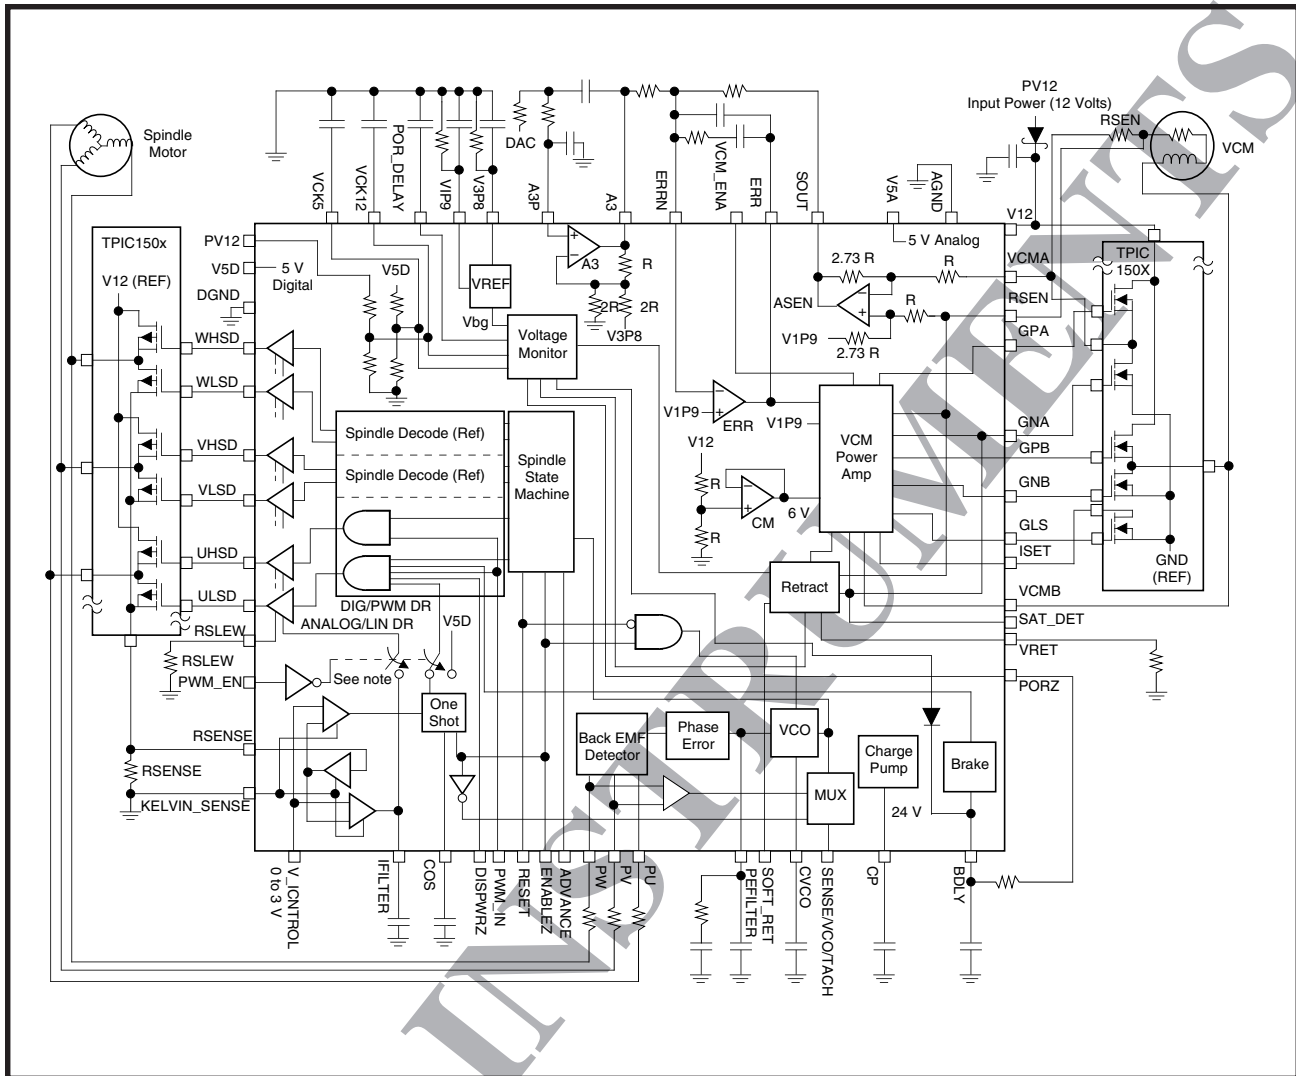 Spindle
Motor
PV12
Input Power (12 Volts)
RSEN
VCM
DAC
VCK5
VCK12
POR_DELAY
VIP9
V3P8
A3P
A3
ERRN
VCM_ENA
ERR
SOUT
V5A
AGND
V12
TPIC150x
V12 (REF)
PV12
V5D
DGND
WHSD
WLSD
VHSD
VLSD
UHSD
ULSD
RSLEW
RSLEW
PWM_EN
RSENSE
RSENSE
KELVIN_SENSE
5 V
Digital
V5D
VREF
Vbg
A3
R
2R
2R
V3P8
Voltage
Monitor
5 V Analog
2.73 R
R
ASEN
R
V1P9
2.73 R
VCMA
RSEN
GPA
GNA
GPB
GNB
GLS
ISET
VCMB
SAT_DET
VRET
PORZ
TPIC
150X
GND
(REF)
Spindle Decode (Ref)
Spindle Decode (Ref)
Spindle
State
Machine
V1P9
ERR
V1P9
V12
R
R
CM
6 V
VCM
Power
Amp
Retract
DIG/PWM DR
ANALOG/LIN DR
V5D
See note
One
Shot
Back EMF
Detector
Phase
Error
VCO
MUX
Charge
Pump
24 V
Brake
V_ICNTROL
0 to 3 V
IFILTER
COS
DISPWRZ
PWM_IN
RESET
ENABLEZ
ADVANCE
PW
PV
PU
PEFILTER
SOFT_RET
CVCO
SENSE/VCO/TACH
CP
BDLY
INSTRUMENTS